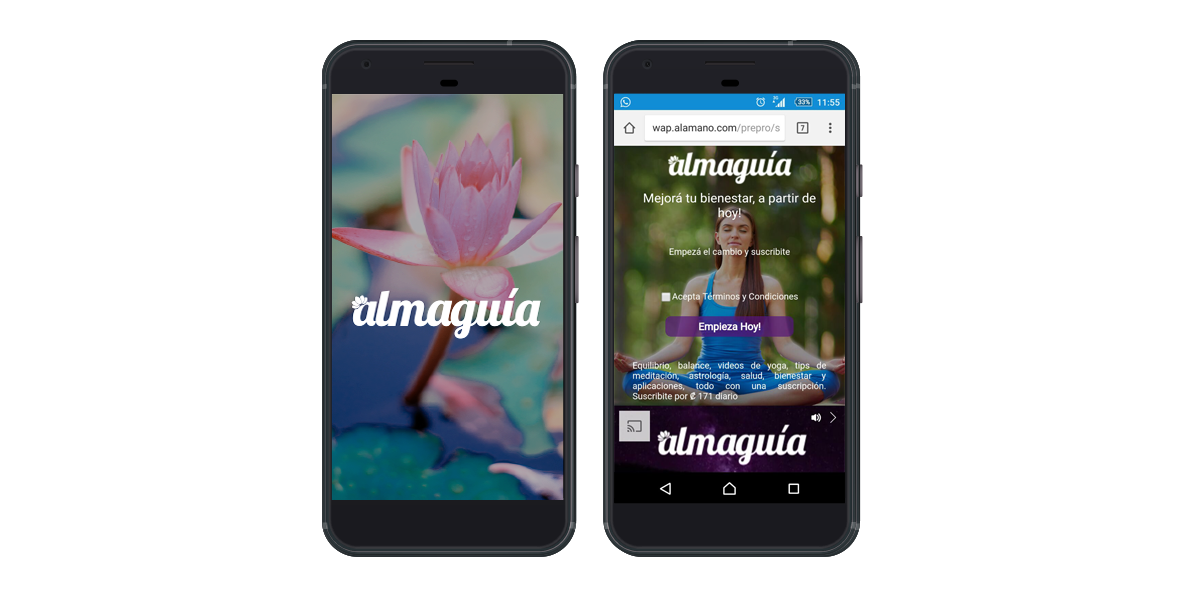 almaguía
33% 11:55
wap.alamano.com/prepro/s
7
almaguía
Mejorá tu bienestar, a partir de
hoy!
Empezá el cambio y suscribite
Acepta Términos y Condiciones
Empieza Hoy!
Equilibrio, balance, videos de yoga, tips de
meditación, astrología, salud, bienestar y
aplicaciones, todo con una suscripción.
Suscribite por ₡ 171 diario
almaguía